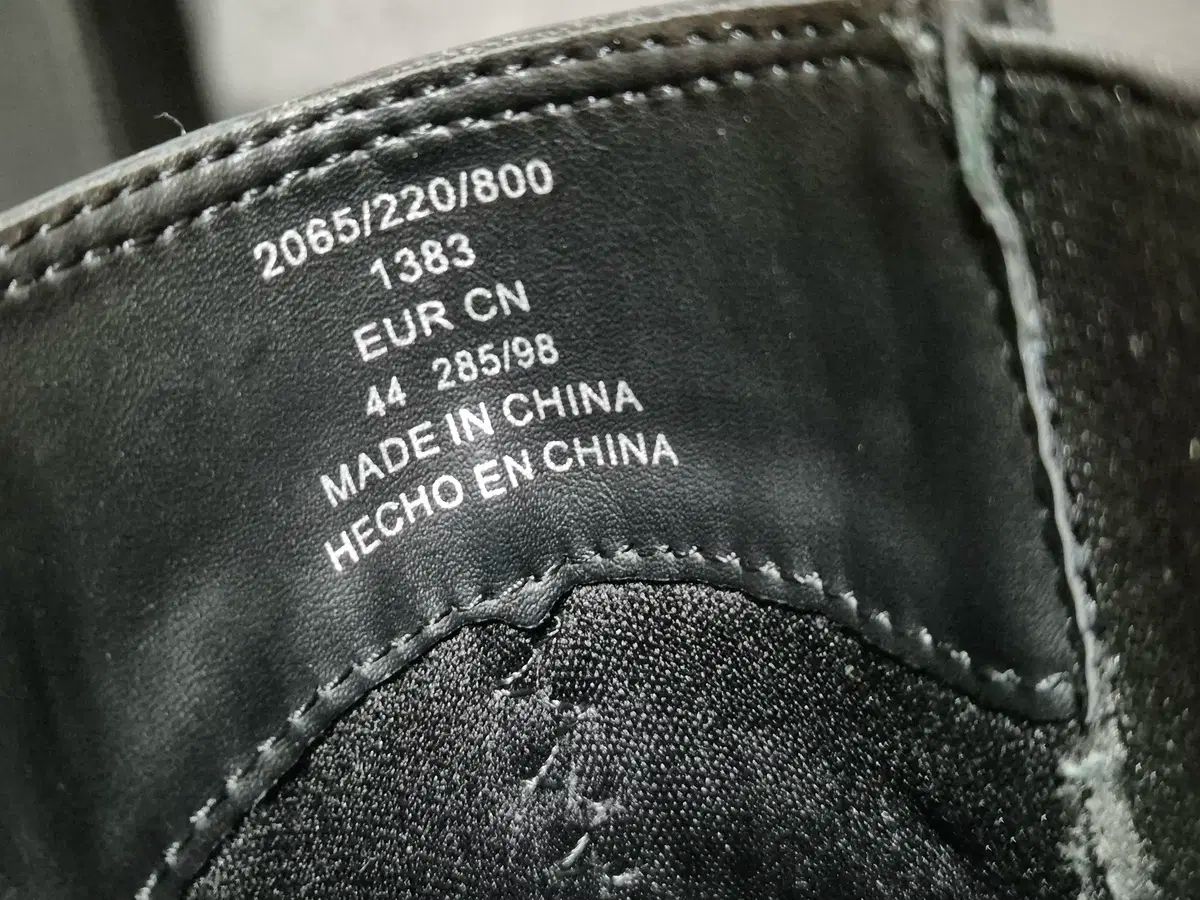 2065/220/800
1383
EUR CN
44 285/98
MADE IN CHINA
HECHO EN CHINA